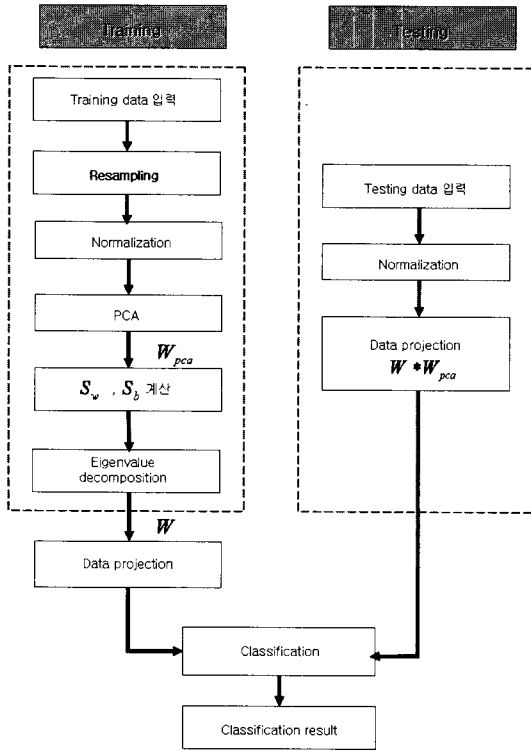 Training
Training data 입력
Resampling
Normalization
PCA
W_pca
S_w , S_b 계산
Eigenvalue
decomposition
W
Data projection
Testing
Testing data 입력
Normalization
Data projection
W * W_pca
Classification
Classification result